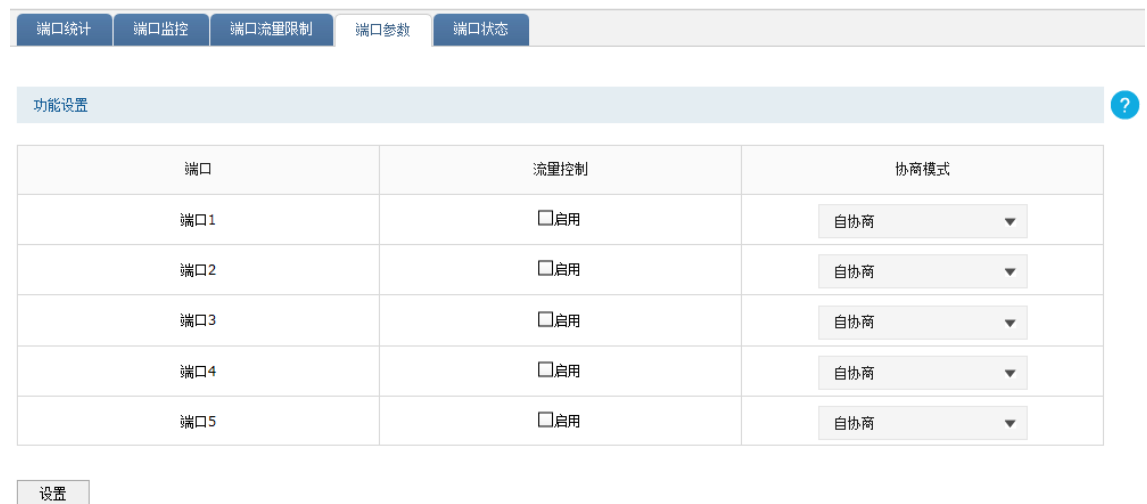 端口统计 端口监控 端口流量限制 端口参数 端口状态
功能设置 ?
端口 流量控制 协商模式
端口1 启用 自协商
端口2 启用 自协商
端口3 启用 自协商
端口4 启用 自协商
端口5 启用 自协商
设置